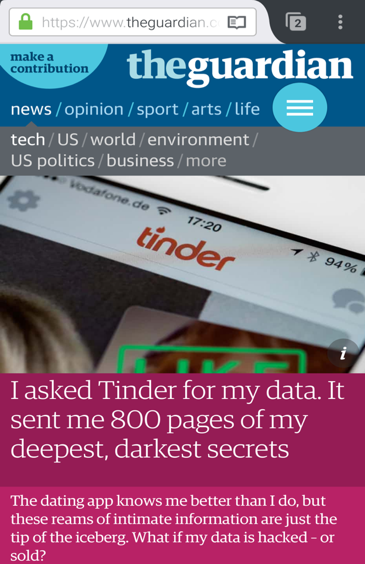 https://www.theguardian.c
2
make a
contribution
theguardian
news / opinion / sport / arts / life
tech / US / world / environment /
US politics / business / more
Vodafone.de 17:20 94%
tinder
LIKE
i
I asked Tinder for my data. It
sent me 800 pages of my
deepest, darkest secrets
The dating app knows me better than I do, but
these reams of intimate information are just the
tip of the iceberg. What if my data is hacked – or
sold?